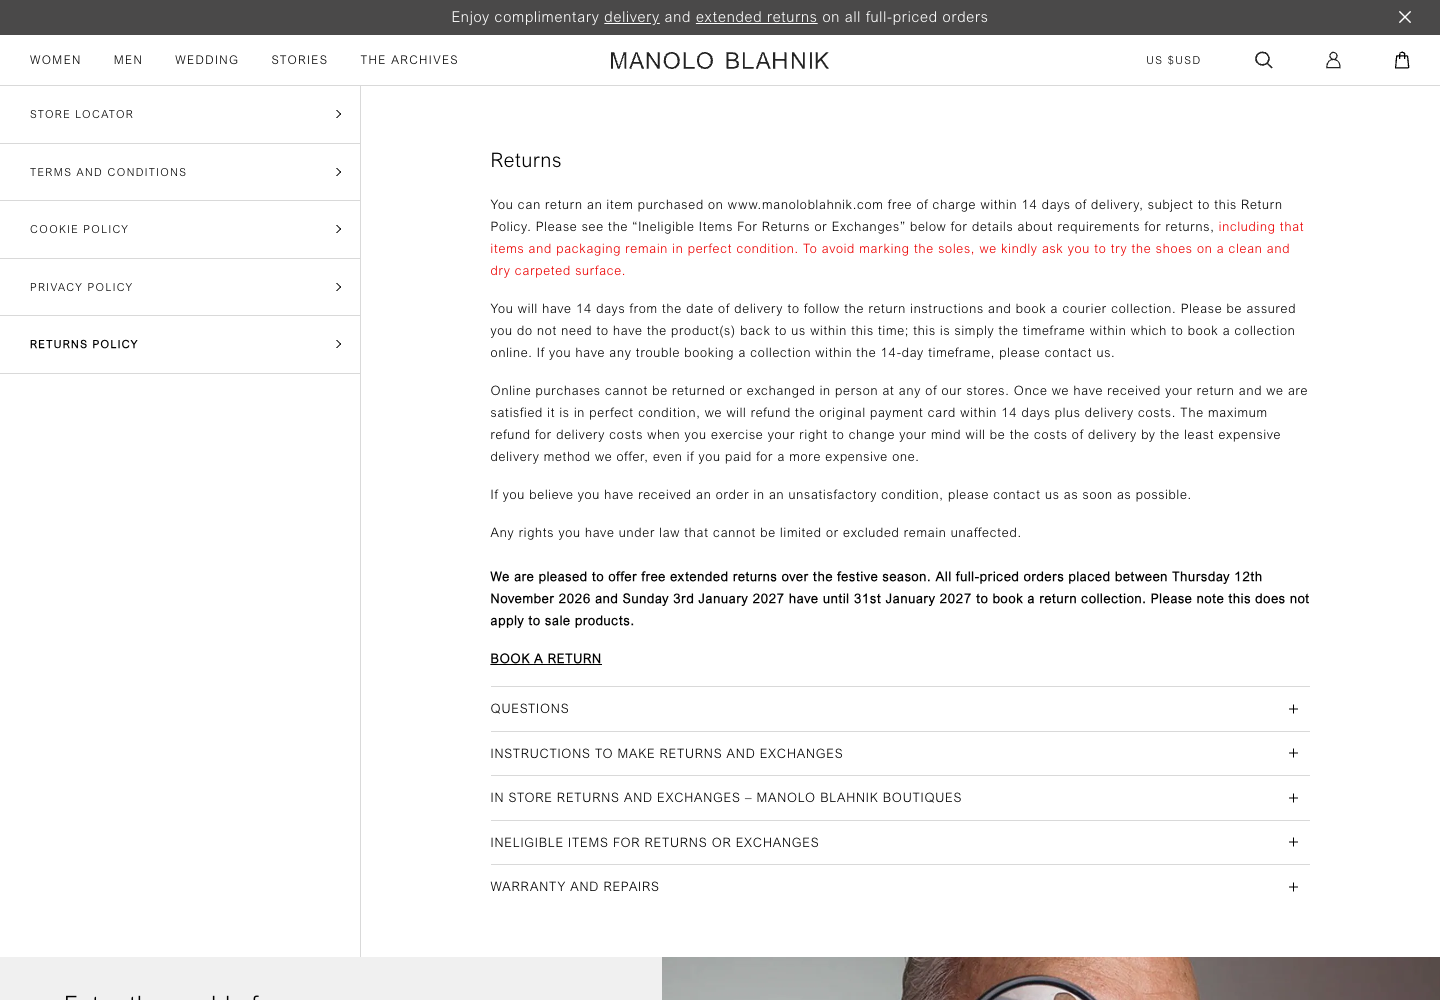 Enjoy complimentary delivery and extended returns on all full-priced orders
WOMEN MEN WEDDING STORIES THE ARCHIVES MANOLO BLAHNIK US $USD
STORE LOCATOR
TERMS AND CONDITIONS
COOKIE POLICY
PRIVACY POLICY
RETURNS POLICY
Returns
You can return an item purchased on www.manoloblahnik.com free of charge within 14 days of delivery, subject to this Return
Policy. Please see the “Ineligible Items For Returns or Exchanges” below for details about requirements for returns, including that
items and packaging remain in perfect condition. To avoid marking the soles, we kindly ask you to try the shoes on a clean and
dry carpeted surface.
You will have 14 days from the date of delivery to follow the return instructions and book a courier collection. Please be assured
you do not need to have the product(s) back to us within this time; this is simply the timeframe within which to book a collection
online. If you have any trouble booking a collection within the 14-day timeframe, please contact us.
Online purchases cannot be returned or exchanged in person at any of our stores. Once we have received your return and we are
satisfied it is in perfect condition, we will refund the original payment card within 14 days plus delivery costs. The maximum
refund for delivery costs when you exercise your right to change your mind will be the costs of delivery by the least expensive
delivery method we offer, even if you paid for a more expensive one.
If you believe you have received an order in an unsatisfactory condition, please contact us as soon as possible.
Any rights you have under law that cannot be limited or excluded remain unaffected.
We are pleased to offer free extended returns over the festive season. All full-priced orders placed between Thursday 12th
November 2026 and Sunday 3rd January 2027 have until 31st January 2027 to book a return collection. Please note this does not
apply to sale products.
BOOK A RETURN
QUESTIONS
INSTRUCTIONS TO MAKE RETURNS AND EXCHANGES
IN STORE RETURNS AND EXCHANGES – MANOLO BLAHNIK BOUTIQUES
INELIGIBLE ITEMS FOR RETURNS OR EXCHANGES
WARRANTY AND REPAIRS